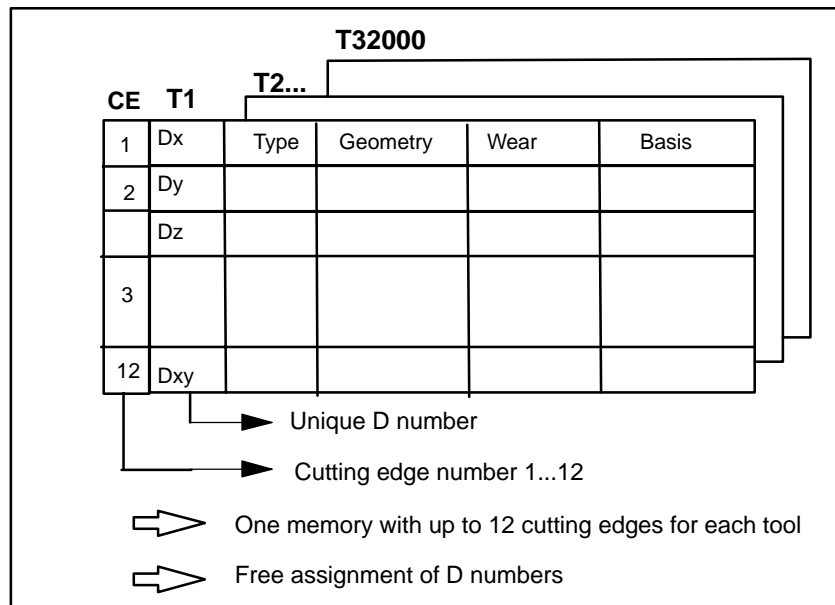 T32000
T2...
CE T1
1 Dx Type Geometry Wear Basis
2 Dy
Dz
3
12 Dxy
Unique D number
Cutting edge number 1...12
One memory with up to 12 cutting edges for each tool
Free assignment of D numbers